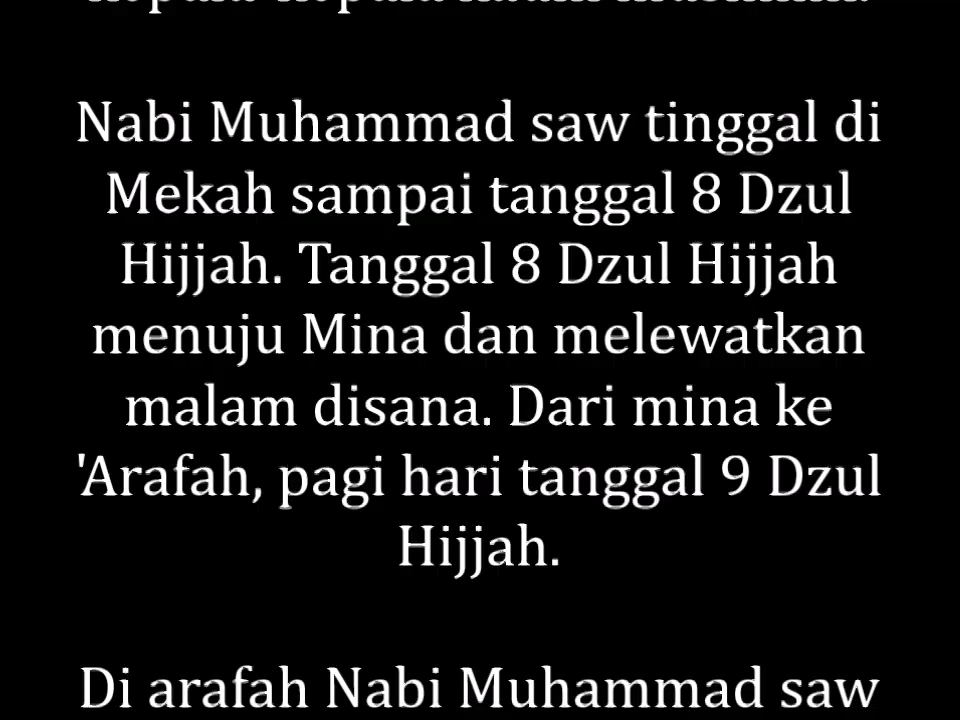 Nabi Muhammad saw tinggal di
Mekah sampai tanggal 8 Dzul
Hijjah. Tanggal 8 Dzul Hijjah
menuju Mina dan melewatkan
malam disana. Dari mina ke
'Arafah, pagi hari tanggal 9 Dzul
Hijjah.
Di arafah Nabi Muhammad saw